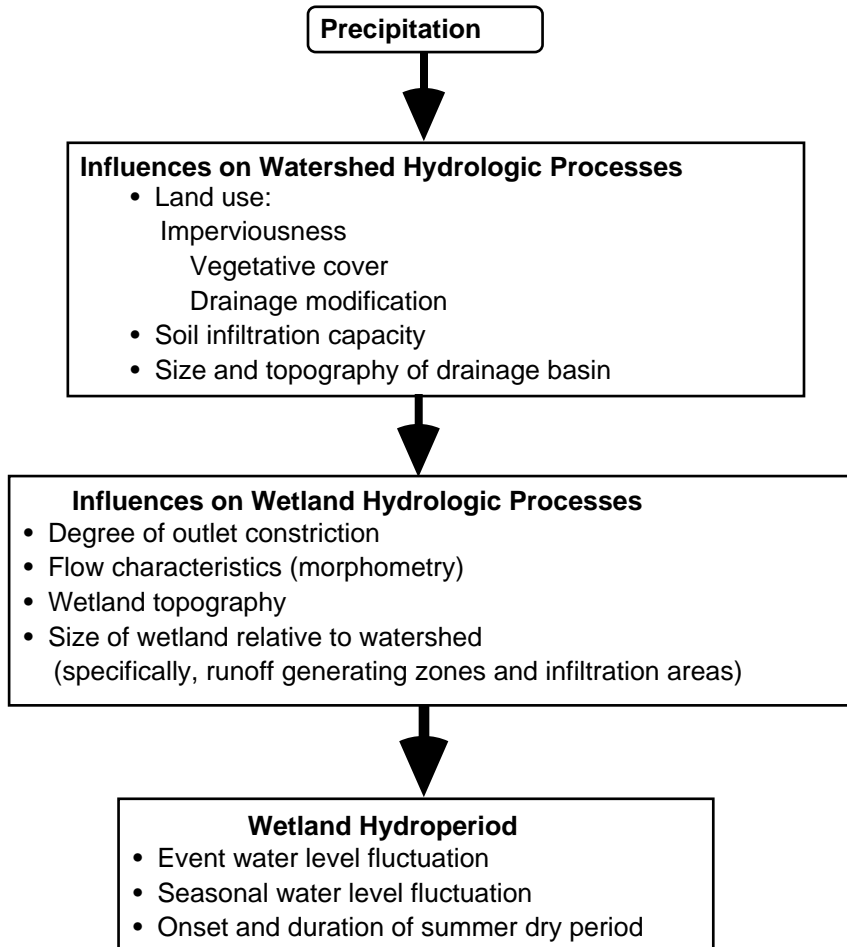 Precipitation
Influences on Watershed Hydrologic Processes
• Land use:
Imperviousness
Vegetative cover
Drainage modification
• Soil infiltration capacity
• Size and topography of drainage basin
Influences on Wetland Hydrologic Processes
• Degree of outlet constriction
• Flow characteristics (morphometry)
• Wetland topography
• Size of wetland relative to watershed
(specifically, runoff generating zones and infiltration areas)
Wetland Hydroperiod
• Event water level fluctuation
• Seasonal water level fluctuation
• Onset and duration of summer dry period